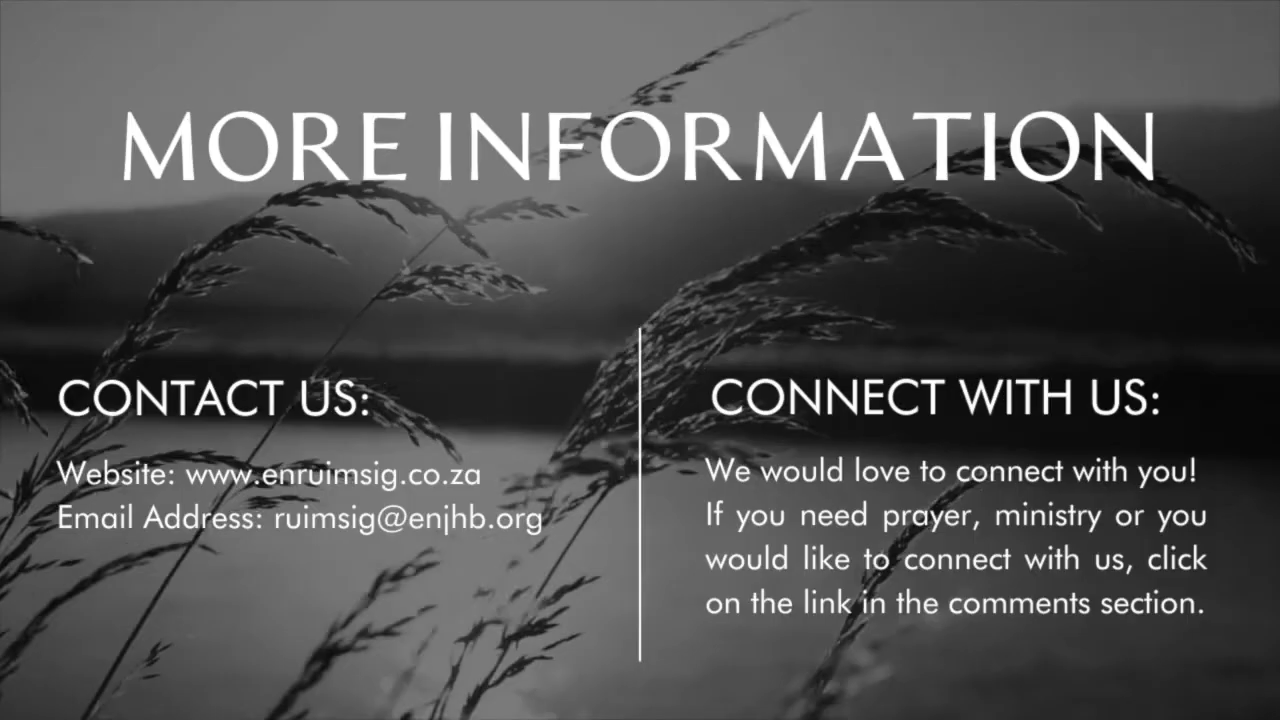 MORE INFORMATION
CONTACT US:
Website: www.enruimsig.co.za
Email Address: ruimsig@enjhb.org
CONNECT WITH US:
We would love to connect with you!
If you need prayer, ministry or you
would like to connect with us, click
on the link in the comments section.